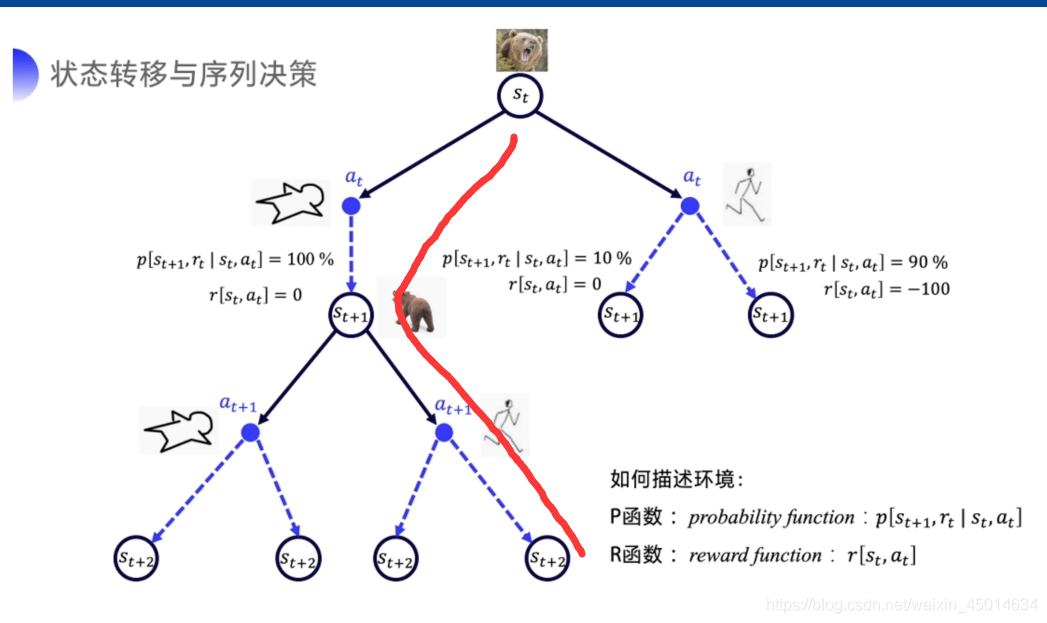 状态转移与序列决策
s_t
a_t
a_t
p[s_{t+1}, r_t | s_t, a_t] = 100 %
r[s_t, a_t] = 0
p[s_{t+1}, r_t | s_t, a_t] = 10 %
r[s_t, a_t] = 0
p[s_{t+1}, r_t | s_t, a_t] = 90 %
r[s_t, a_t] = −100
s_{t+1}
s_{t+1}
s_{t+1}
a_{t+1}
a_{t+1}
s_{t+2}
s_{t+2}
s_{t+2}
s_{t+2}
如何描述环境:
P函数： probability function：p[s_{t+1}, r_t | s_t, a_t]
R函数： reward function： r[s_t, a_t]
https://blog.csdn.net/weixin_45014634